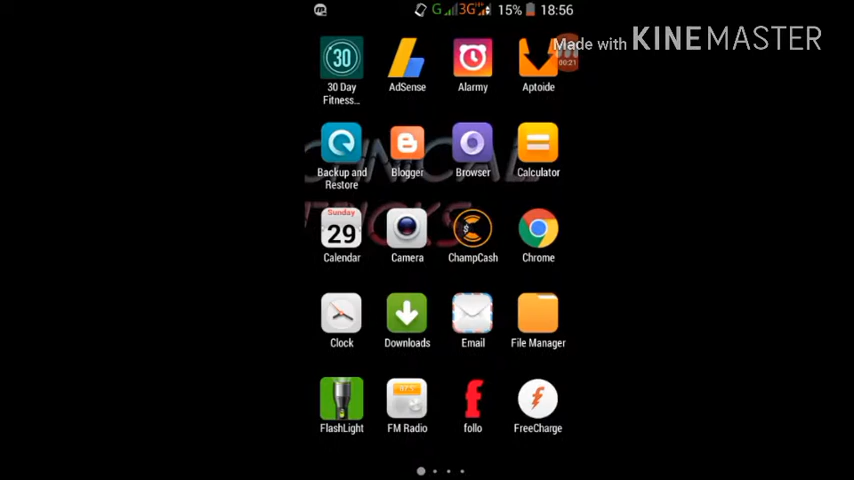 G 3G 15% 18:56
Made with KINEMASTER
00:21
30
30 Day Fitness...
AdSense
Alarmy
Aptoide
Backup and Restore
Blogger
Browser
Calculator
TECHNICAL
TRICKS
Sunday
29
Calendar
Camera
ChampCash
Chrome
Clock
Downloads
Email
File Manager
FlashLight
FM Radio
follo
FreeCharge